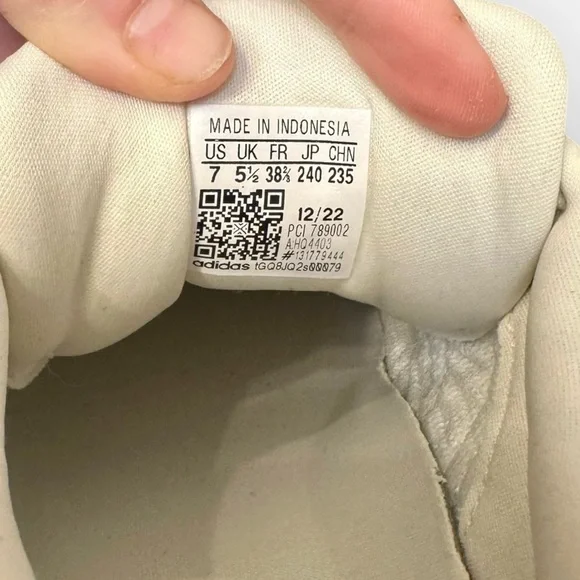 MADE IN INDONESIA
US UK FR JP CHN
7 5½ 38⅔ 240 235
12/22
PCI 789002
A:HQ4403
#131779444
adidas tGQ8JQ2s00079